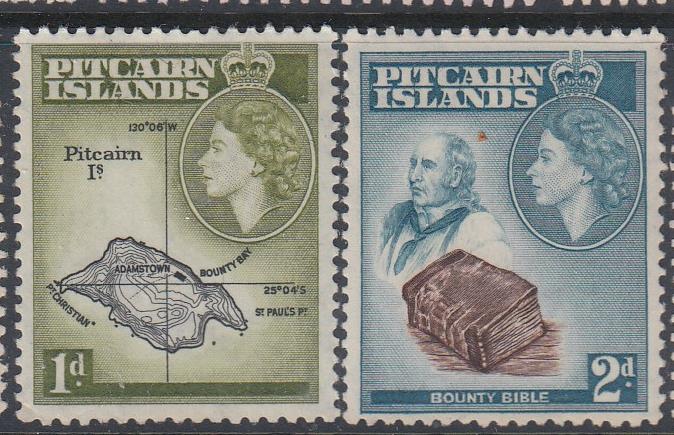 PITCAIRN
ISLANDS
130°06'W
Pitcairn
Is
ADAMSTOWN
BOUNTY BAY
25°04'S
PT CHRISTIAN
ST PAUL'S PT
1d.
PITCAIRN
ISLANDS
BOUNTY BIBLE
2d.